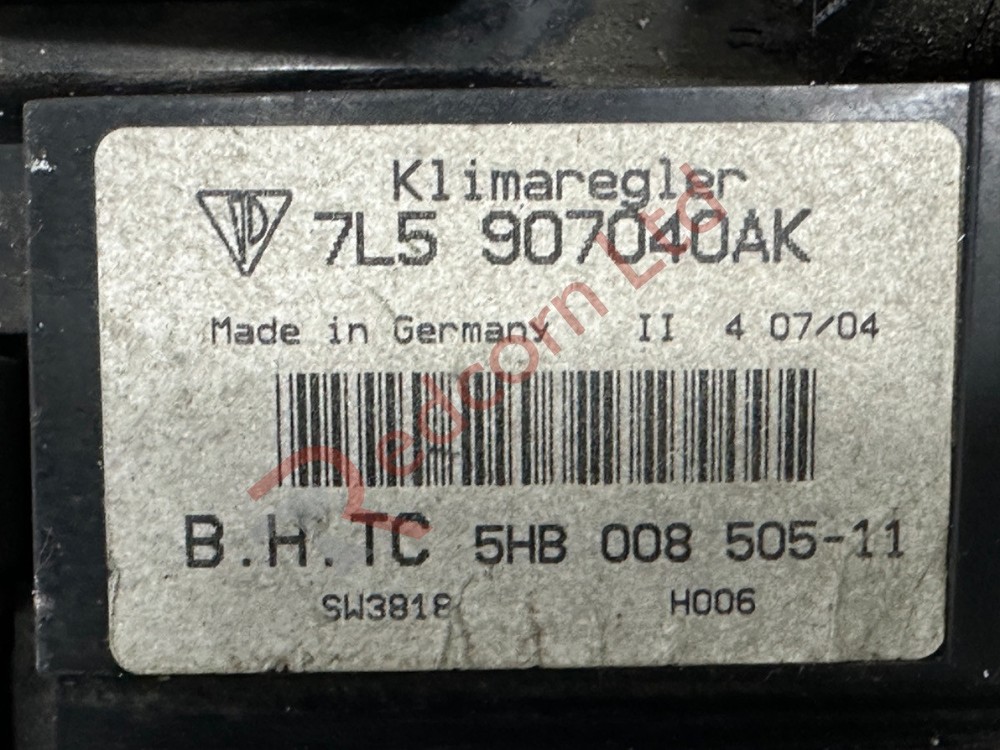 Klimaregler
7L5 907040AK
Made in Germany II 4 07/04
B.H.TC 5HB 008 505-11
SW3818 H006
Redcorn Ltd